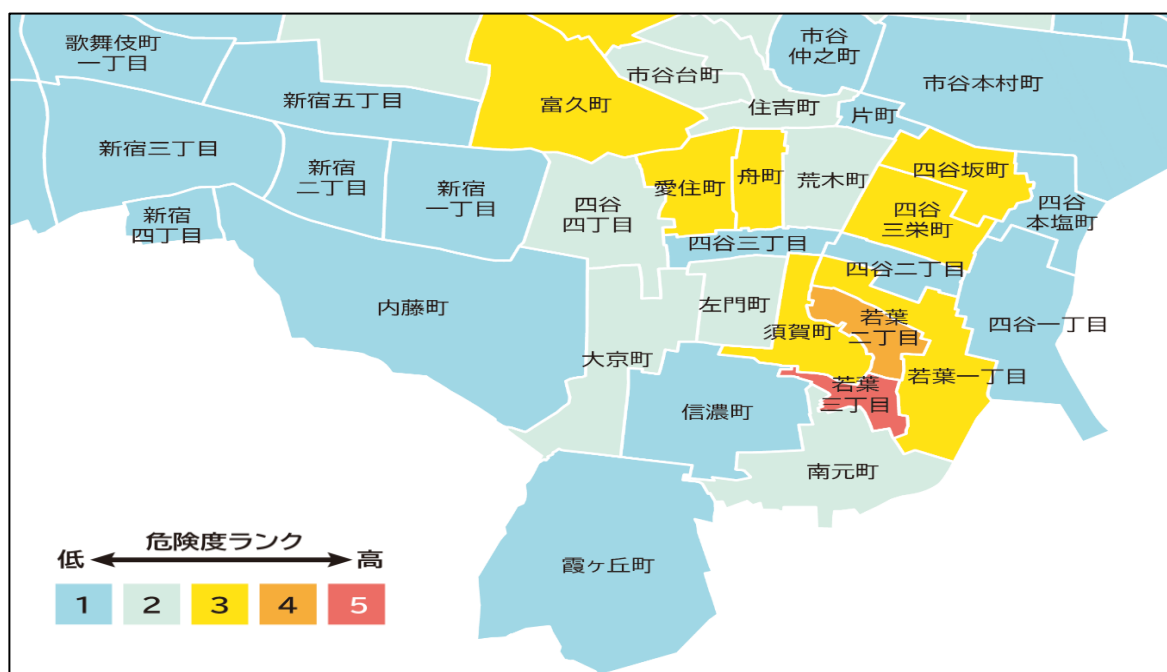 歌舞伎町
一丁目
新宿五丁目
新宿三丁目
新宿
二丁目
新宿
一丁目
新宿
四丁目
内藤町
富久町
市谷台町
市谷
仲之町
住吉町
片町
市谷本村町
四谷
四丁目
愛住町
舟町
荒木町
四谷坂町
四谷
三栄町
四谷
本塩町
四谷三丁目
四谷二丁目
四谷一丁目
左門町
須賀町
若葉
二丁目
大京町
若葉
三丁目
若葉一丁目
信濃町
南元町
霞ヶ丘町
危険度ランク
低
高
1
2
3
4
5